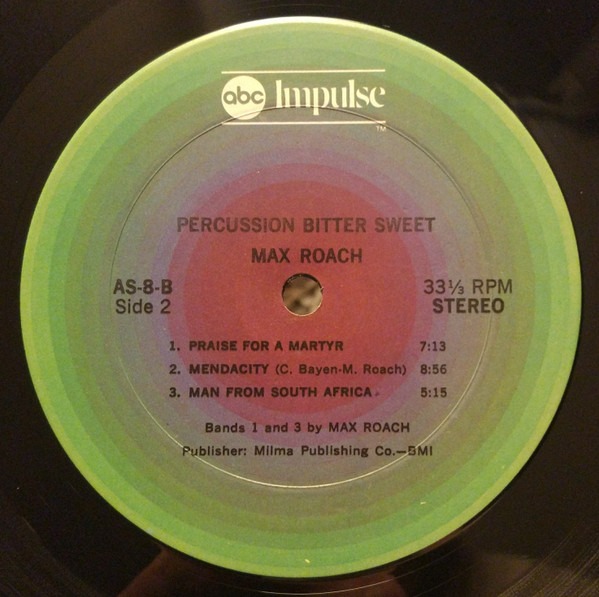 abc Impulse
TM
PERCUSSION BITTER SWEET
MAX ROACH
AS-8-B
Side 2
33⅓ RPM
STEREO
1. PRAISE FOR A MARTYR 7:13
2. MENDACITY (C. Bayen-M. Roach) 8:56
3. MAN FROM SOUTH AFRICA 5:15
Bands 1 and 3 by MAX ROACH
Publisher: Milma Publishing Co.—BMI